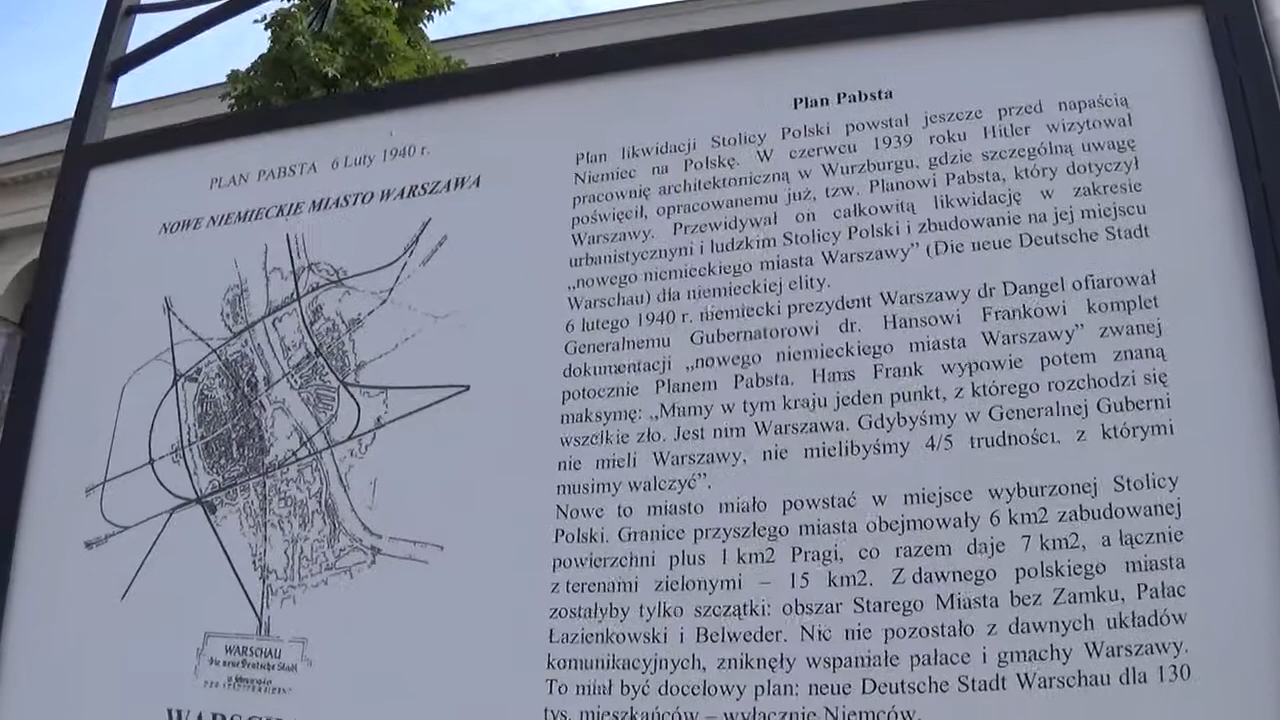 PLAN PABSTA 6 Luty 1940 r.
NOWE NIEMIECKIE MIASTO WARSZAWA
WARSCHAU
Die neue Deutsche Stadt
Plan Pabsta
Plan likwidacji Stolicy Polski powstał jeszcze przed napaścią
Niemiec na Polskę. W czerwcu 1939 roku Hitler wizytował
pracownię architektoniczną w Wurzburgu, gdzie szczególną uwagę
poświęcił, opracowanemu już, tzw. Planowi Pabsta, który dotyczył
Warszawy. Przewidywał on całkowitą likwidację w zakresie
urbanistycznyni i ludzkim Stolicy Polski i zbudowanie na jej miejscu
„nowego niemieckiego miasta Warszawy” (Die neue Deutsche Stadt
Warschau) dla niemieckiej elity.
6 lutego 1940 r. niemiecki prezydent Warszawy dr Dangel ofiarował
Generalnemu Gubernatorowi dr. Hansowi Frankowi komplet
dokumentacji „nowego niemieckiego miasta Warszawy” zwanej
potocznie Planem Pabsta. Hans Frank wypowie potem znaną
maksymę: „Mamy w tym kraju jeden punkt, z którego rozchodzi się
wszelkie zło. Jest nim Warszawa. Gdybyśmy w Generalnej Guberni
nie mieli Warszawy, nie mielibyśmy 4/5 trudności, z którymi
musimy walczyć”.
Nowe to miasto miało powstać w miejsce wyburzonej Stolicy
Polski. Granice przyszłego miasta obejmowały 6 km2 zabudowanej
powierzchni plus 1 km2 Pragi, co razem daje 7 km2, a łącznie
z terenami zielonymi – 15 km2. Z dawnego polskiego miasta
zostałyby tylko szczątki: obszar Starego Miasta bez Zamku, Pałac
Łazienkowski i Belweder. Nic nie pozostało z dawnych układów
komunikacyjnych, zniknęły wspaniałe pałace i gmachy Warszawy.
To miał być docelowy plan: neue Deutsche Stadt Warschau dla 130
tys. mieszkańców – wyłącznie Niemców.